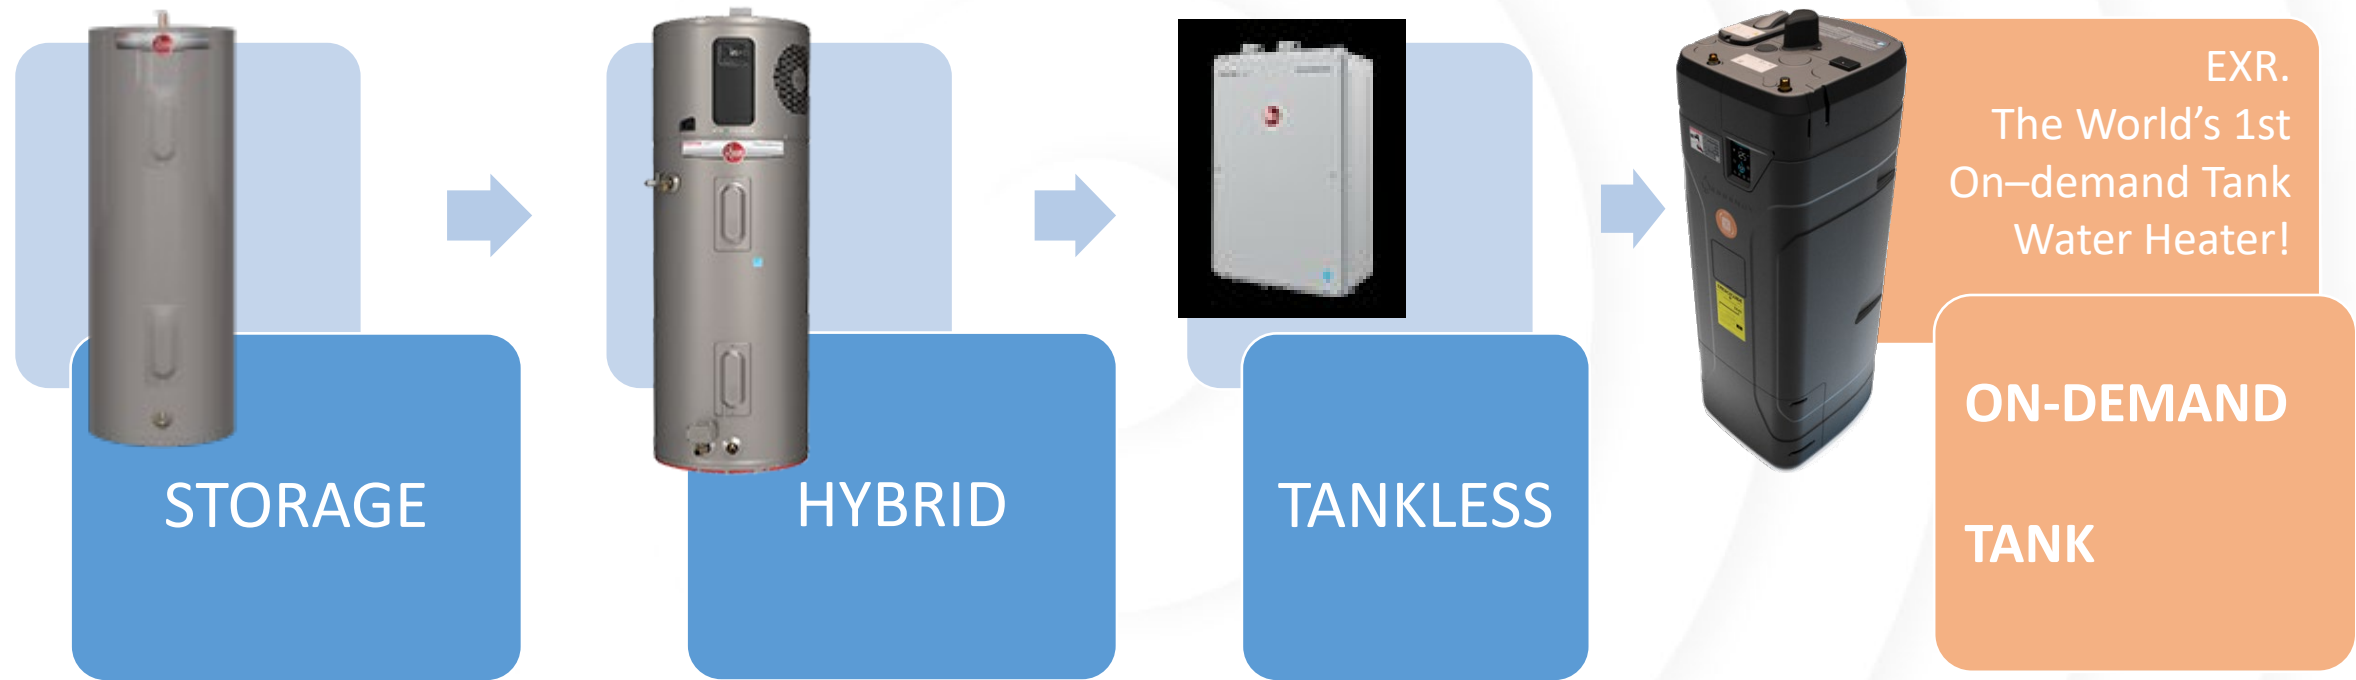 STORAGE
HYBRID
TANKLESS
EXR.
The World's 1st
On–demand Tank
Water Heater!
ON-DEMAND
TANK